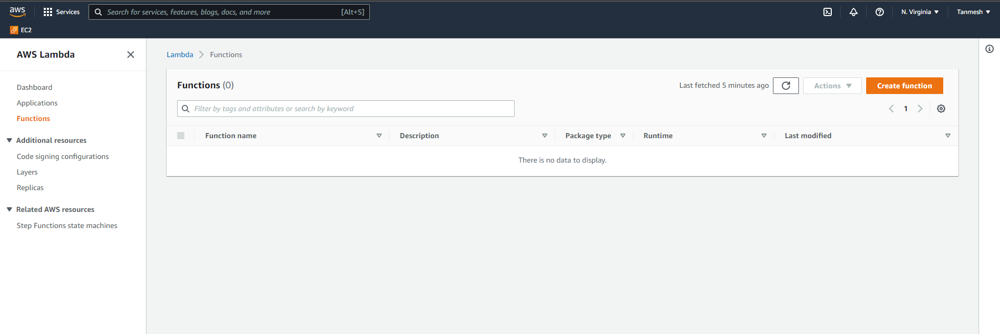 aws Services Search for services, features, blogs, docs, and more [Alt+S] N. Virginia Tanmesh
EC2
AWS Lambda
Dashboard
Applications
Functions
Additional resources
Code signing configurations
Layers
Replicas
Related AWS resources
Step Functions state machines
Lambda Functions
Functions (0) Last fetched 5 minutes ago Actions Create function
Filter by tags and attributes or search by keyword 1
Function name Description Package type Runtime Last modified
There is no data to display.